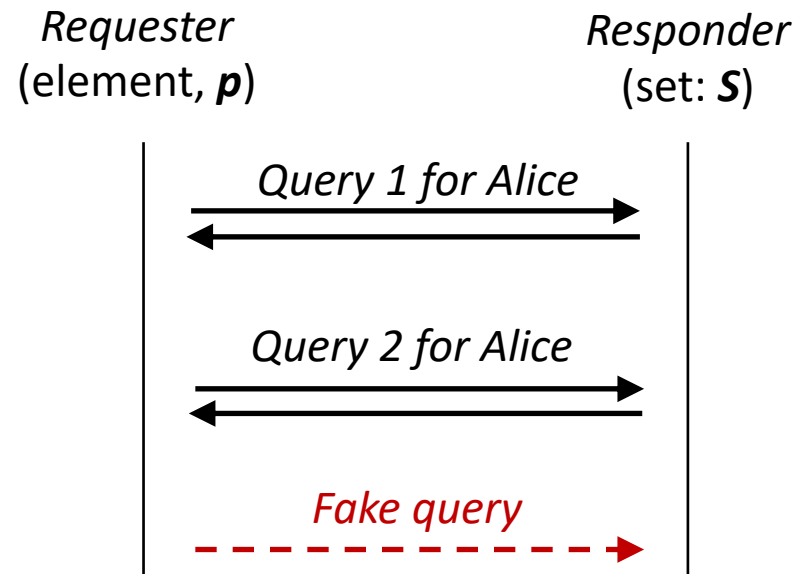 Requester
(element, p)
Responder
(set: S)
Query 1 for Alice
Query 2 for Alice
Fake query